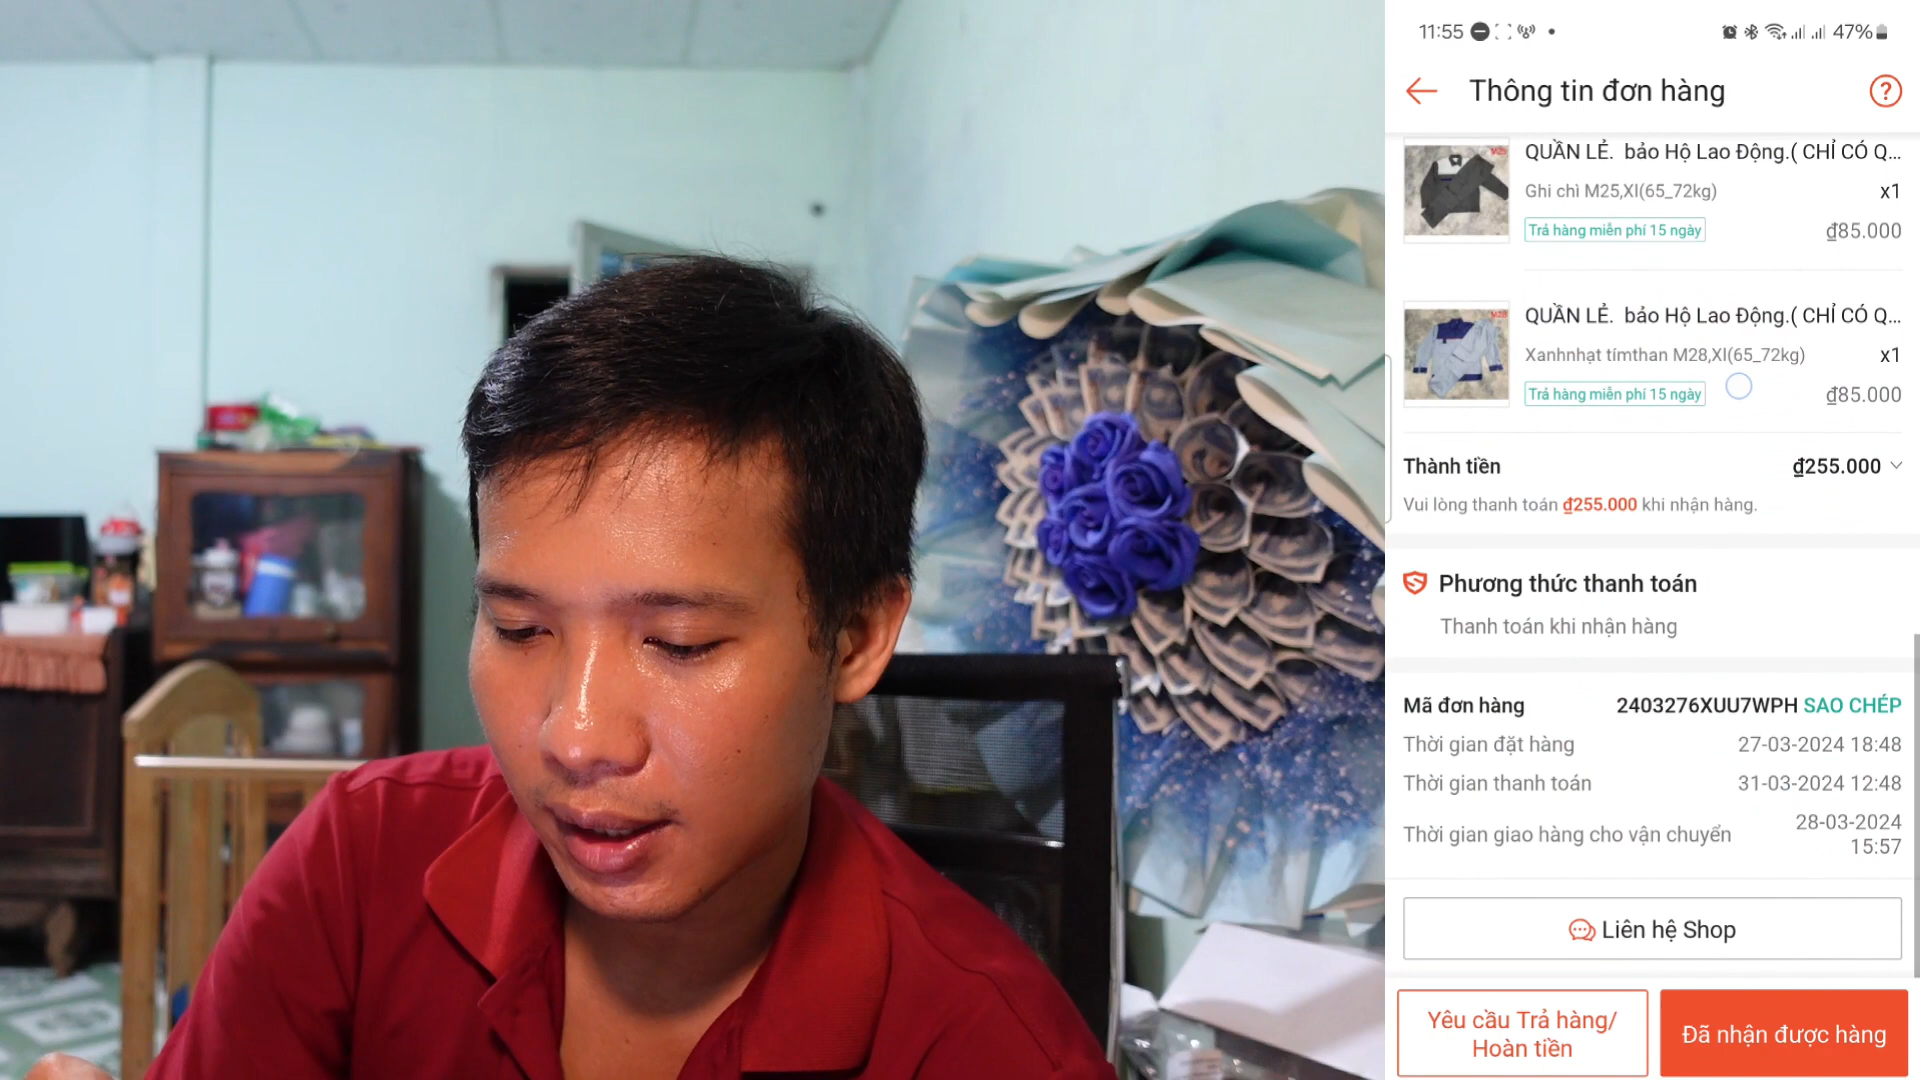 11:55
47%
Thông tin đơn hàng
?
QUẦN LẺ. bảo Hộ Lao Động.( CHỈ CÓ Q...
Ghi chì M25,Xl(65_72kg) x1
Trả hàng miễn phí 15 ngày ₫85.000
M28
QUẦN LẺ. bảo Hộ Lao Động.( CHỈ CÓ Q...
Xanhnhạt tímthan M28,Xl(65_72kg) x1
Trả hàng miễn phí 15 ngày ₫85.000
Thành tiền ₫255.000
Vui lòng thanh toán ₫255.000 khi nhận hàng.
Phương thức thanh toán
Thanh toán khi nhận hàng
Mã đơn hàng 2403276XUU7WPH SAO CHÉP
Thời gian đặt hàng 27-03-2024 18:48
Thời gian thanh toán 31-03-2024 12:48
Thời gian giao hàng cho vận chuyển 28-03-2024
15:57
Liên hệ Shop
Yêu cầu Trả hàng/
Hoàn tiền
Đã nhận được hàng